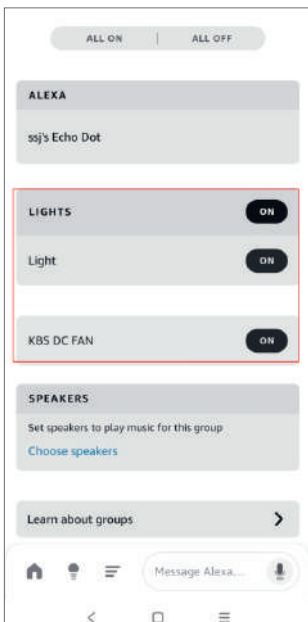 ALL ON | ALL OFF
ALEXA
ssj's Echo Dot
LIGHTS ON
Light ON
KBS DC FAN ON
SPEAKERS
Set speakers to play music for this group
Choose speakers
Learn about groups
Message Alexa...